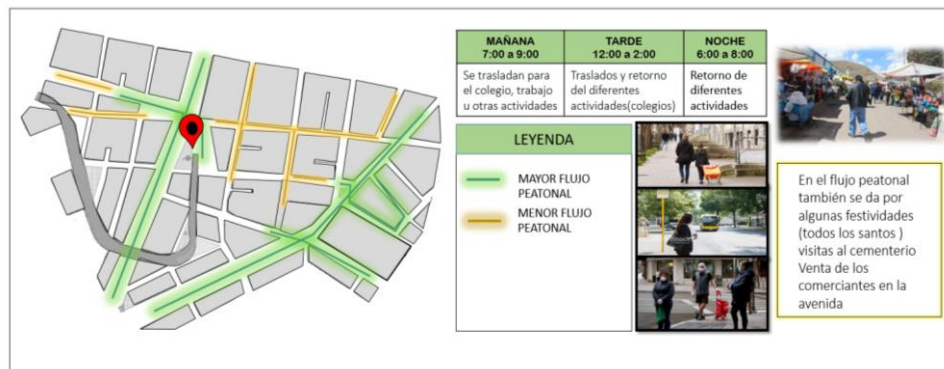 MAÑANA
7:00 a 9:00
TARDE
12:00 a 2:00
NOCHE
6:00 a 8:00
Se trasladan para
el colegio, trabajo
u otras actividades
Traslados y retorno
del diferentes
actividades(colegios)
Retorno de
diferentes
actividades
LEYENDA
MAYOR FLUJO
PEATONAL
MENOR FLUJO
PEATONAL
En el flujo peatonal
también se da por
algunas festividades
(todos los santos )
visitas al cementerio
Venta de los
comerciantes en la
avenida